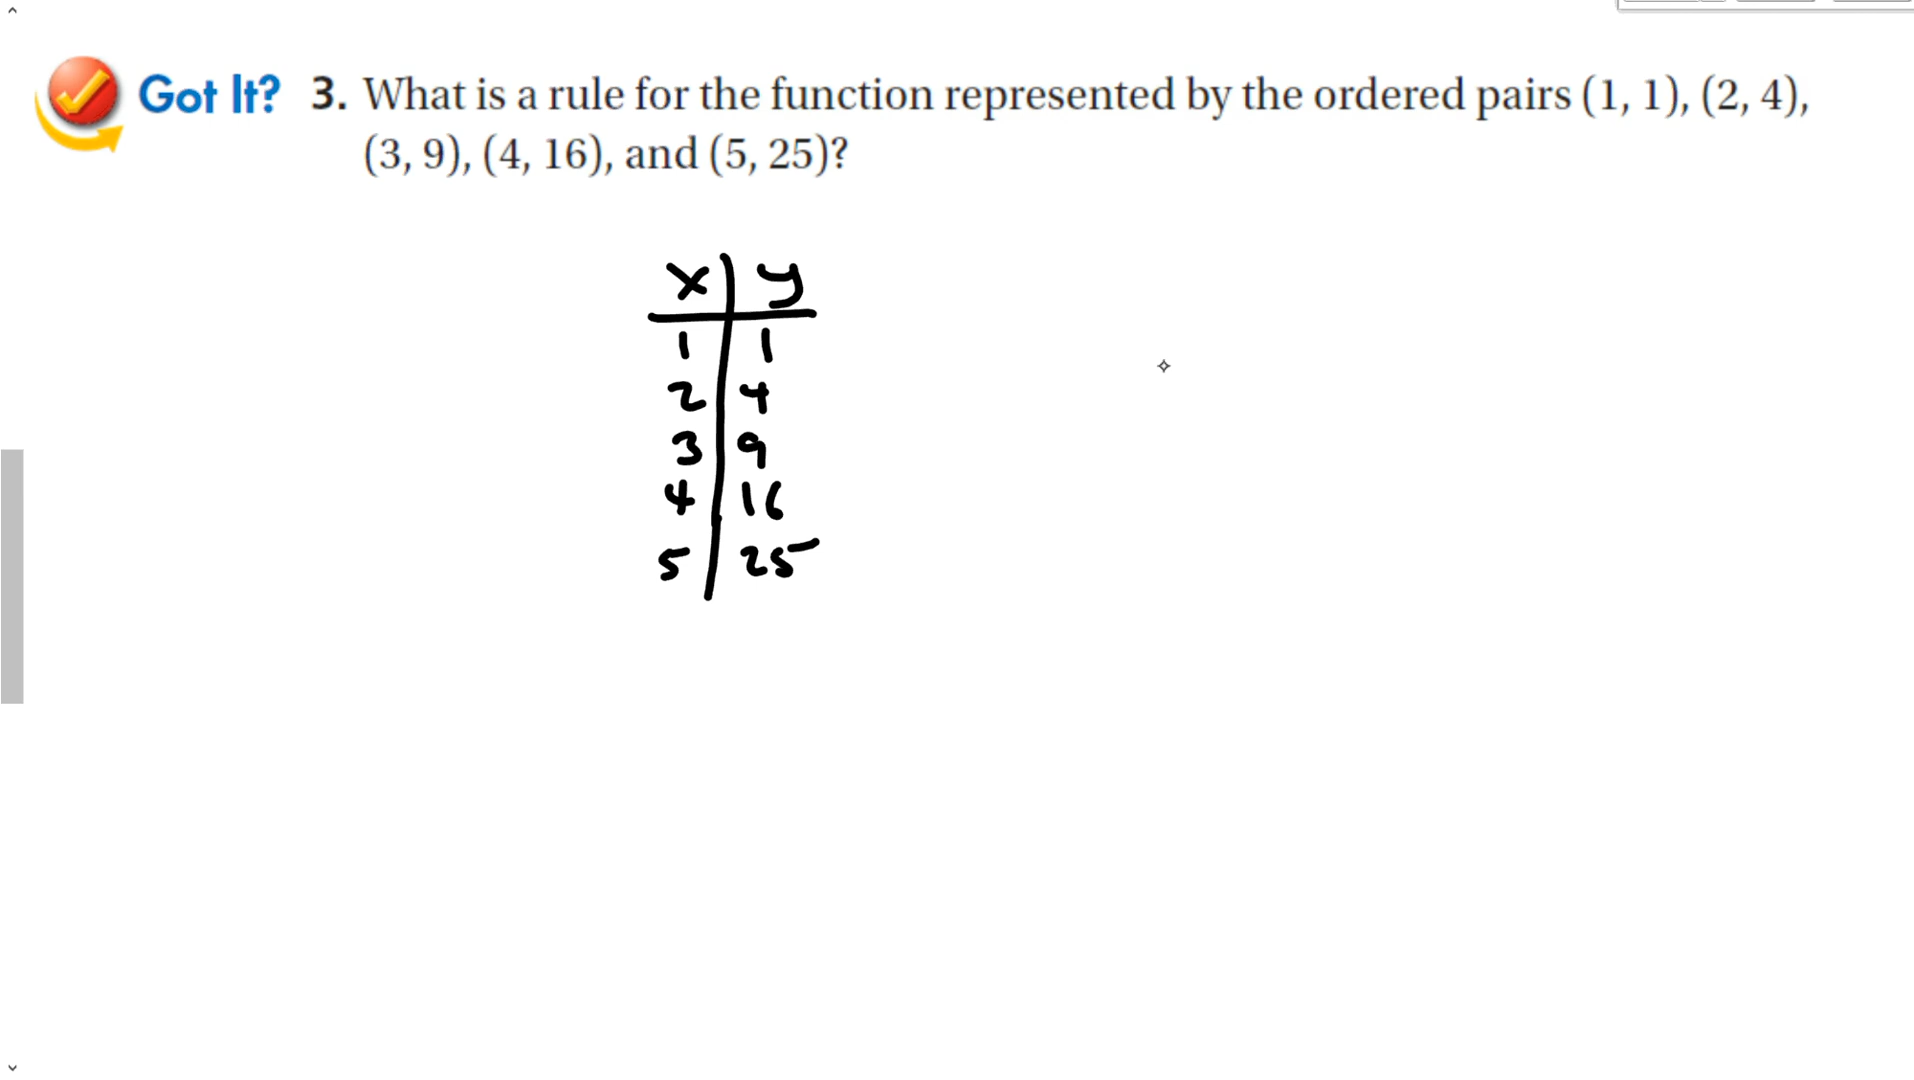 Got It? 3. What is a rule for the function represented by the ordered pairs (1, 1), (2, 4),
(3, 9), (4, 16), and (5, 25)?
x y
1 1
2 4
3 9
4 16
5 25